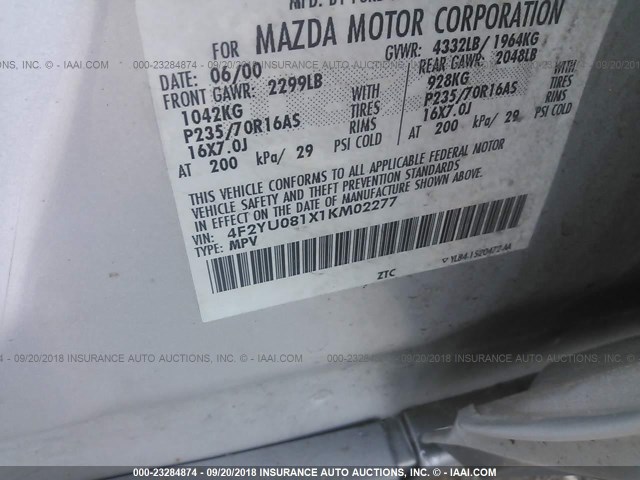 MFD. BY FORD
FOR MAZDA MOTOR CORPORATION
DATE: 06/00 GVWR: 4332LB/ 1964KG
FRONT GAWR: 2299LB REAR GAWR: 2048LB
1042KG WITH 928KG WITH
P235/70R16AS TIRES P235/70R16AS TIRES
16X7.0J RIMS 16X7.0J RIMS
AT 200 kPa/ 29 PSI COLD AT 200 kPa/ 29 PSI COLD
THIS VEHICLE CONFORMS TO ALL APPLICABLE FEDERAL MOTOR
VEHICLE SAFETY AND THEFT PREVENTION STANDARDS
IN EFFECT ON THE DATE OF MANUFACTURE SHOWN ABOVE.
VIN: 4F2YU081X1KM02277
TYPE: MPV
ZTC
000-23284874 - 09/20/2018 INSURANCE AUTO AUCTIONS, INC. © - IAAI.COM